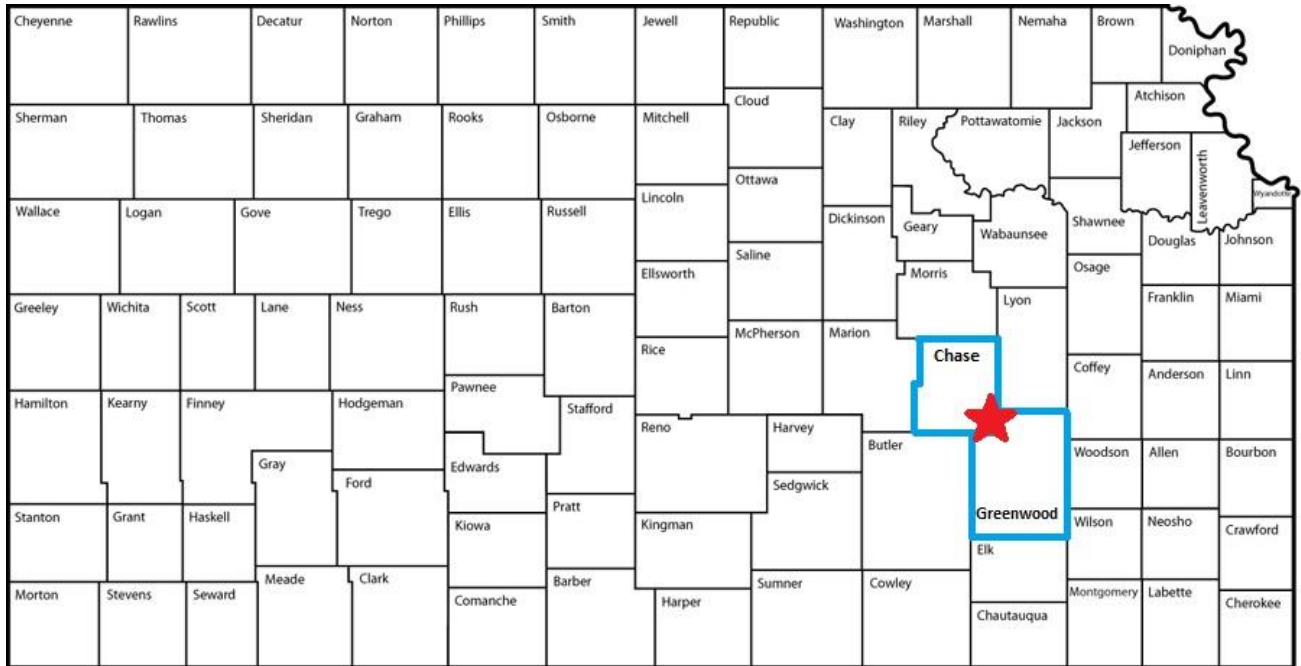 Cheyenne
Rawlins
Decatur
Norton
Phillips
Smith
Jewell
Republic
Washington
Marshall
Nemaha
Brown
Doniphan
Sherman
Thomas
Sheridan
Graham
Rooks
Osborne
Mitchell
Cloud
Clay
Riley
Pottawatomie
Jackson
Atchison
Jefferson
Leavenworth
Wyandotte
Wallace
Logan
Gove
Trego
Ellis
Russell
Lincoln
Ottawa
Dickinson
Geary
Wabaunsee
Shawnee
Douglas
Johnson
Ellsworth
Saline
Morris
Osage
Greeley
Wichita
Scott
Lane
Ness
Rush
Barton
Rice
McPherson
Marion
Lyon
Franklin
Miami
Chase
Coffey
Anderson
Linn
Hamilton
Kearny
Finney
Hodgeman
Pawnee
Stafford
Reno
Harvey
Butler
Greenwood
Woodson
Allen
Bourbon
Gray
Ford
Edwards
Sedgwick
Stanton
Grant
Haskell
Kiowa
Pratt
Kingman
Elk
Wilson
Neosho
Crawford
Morton
Stevens
Seward
Meade
Clark
Comanche
Barber
Harper
Sumner
Cowley
Chautauqua
Montgomery
Labette
Cherokee